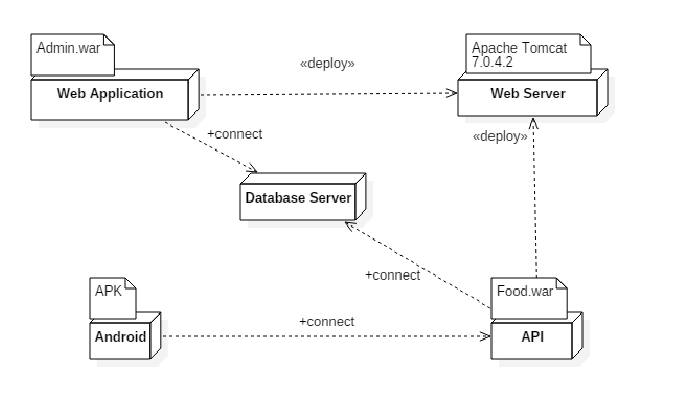 Admin.war
Web Application
«deploy»
Apache Tomcat
7.0.4.2
Web Server
+connect
«deploy»
Database Server
+connect
APK
Android
+connect
Food.war
API